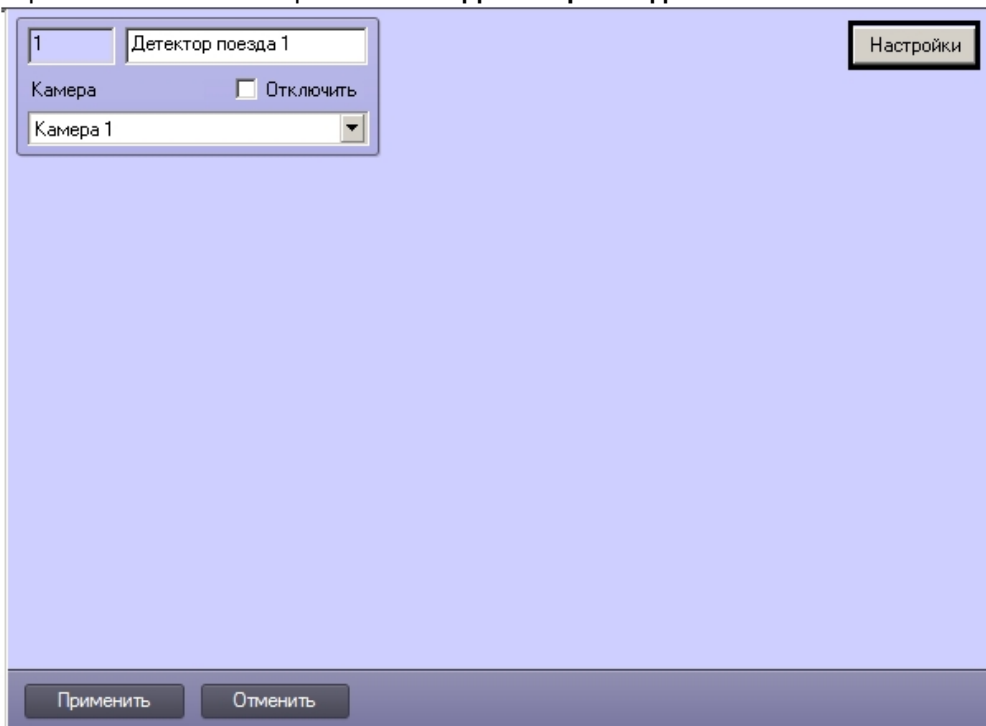 1
Детектор поезда 1
Настройки
Камера
Отключить
Камера 1
Применить
Отменить